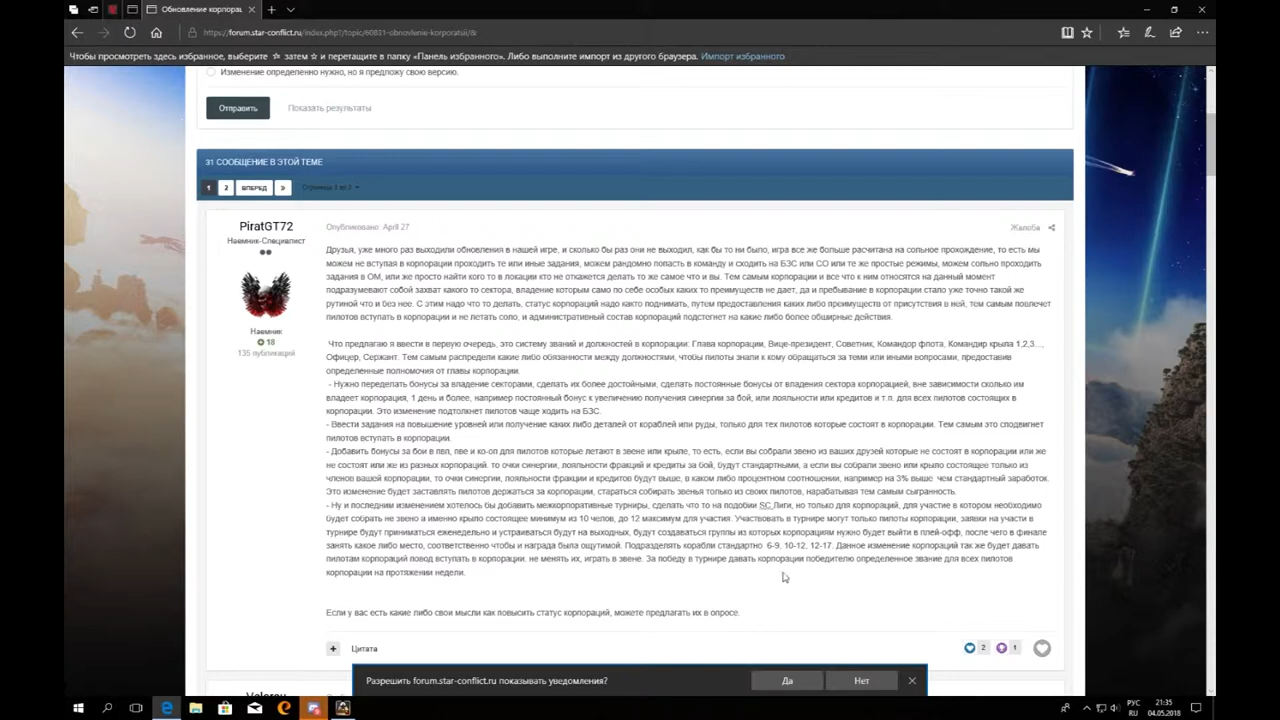 Обновление корпорац
https://forum.star-conflict.ru/index.php?/topic/60831-obnovlenie-korporatsii/&
Чтобы просмотреть здесь избранное, выберите ☆ затем ☆ и перетащите в папку «Панель избранного». Либо выполните импорт из другого браузера. Импорт избранного
Изменение определенно нужно, но я предложу свою версию.
Отправить
Показать результаты
31 СООБЩЕНИЕ В ЭТОЙ ТЕМЕ
1 2 ВПЕРЕД » Страница 1 из 2
PiratGT72
Наемник-Специалист
Наемник
18
135 публикаций
Опубликовано: April 27
Жалоба
Друзья, уже много раз выходили обновления в нашей игре, и сколько бы раз они не выходил, как бы то ни было, игра все же больше расчитана на сольное прохождение, то есть мы
можем не вступая в корпорации проходить те или иные задания, можем рандомно попасть в команду и сходить на БЗС или СО или те же простые режимы, можем сольно проходить
задания в ОМ, или же просто найти кого то в локации кто не откажется делать то же самое что и вы. Тем самым корпорации и все что к ним относятся на данный момент
подразумевают собой захват какого то сектора, владение которым само по себе особых каких то преимуществ не дает, да и пребывание в корпорации стало уже точно такой же
рутиной что и без нее. С этим надо что то делать, статус корпораций надо както поднимать, путем предоставления каких либо преимуществ от присутствия в ней, тем самым повлечет
пилотов вступать в корпорации и не летать соло, и административный состав корпораций подстегнет на какие либо более обширные действия.
Что предлагаю я ввести в первую очередь, это систему званий и должностей в корпорации: Глава корпорации, Вице-президент, Советник, Командор флота, Командир крыла 1,2,3...,
Офицер, Сержант. Тем самым распредели какие либо обязанности между должностями, чтобы пилоты знали к кому обращаться за теми или иными вопросами, предоставив
определенные полномочия от главы корпорации.
- Нужно переделать бонусы за владение секторами, сделать их более достойными, сделать постоянные бонусы от владения сектора корпорацией, вне зависимости сколько им
владеет корпорация, 1 день и более, например постоянный бонус к увеличению получения синергии за бой, или лояльности или кредитов и т.п. для всех пилотов состоящих в
корпорации. Это изменение подтолкнет пилотов чаще ходить на БЗС.
- Ввести задания на повышение уровней или получение каких либо деталей от кораблей или руды, только для тех пилотов которые состоят в корпорации. Тем самым это сподвигнет
пилотов вступать в корпорации.
- Добавить бонусы за бои в пвп, пве и ко-оп для пилотов которые летают в звене или крыле, то есть, если вы собрали звено из ваших друзей которые не состоят в корпорации или же
не состоят или же из разных корпораций, то очки синергии, лояльности фракций и кредиты за бой, будут стандартными, а если вы собрали звено или крыло состоящее только из
членов вашей корпорации, то очки синергии, лояльности фракции и кредитов будут выше, в каком либо процентном соотношении, например на 3% выше чем стандартный заработок.
Это изменение будет заставлять пилотов держаться за корпорации, стараться собирать звенья только из своих пилотов, нарабатывая тем самым сыгранность.
- Ну и последним изменением хотелось бы добавить межкорпоративные турниры, сделать что то на подобии SC Лиги, но только для корпораций, для участие в котором необходимо
будет собрать не звено а именно крыло состоящее минимум из 10 человек, до 12 максимум для участия. Участвовать в турнире могут только пилоты корпорации, заявки на участи в
турнире будут приниматься еженедельно и устраиваться будут на выходных, будут создаваться группы из которых корпорациям нужно будет выйти в плей-офф, после чего в финале
занять какое либо место, соответственно чтобы и награда была ощутимой. Подразделять корабли стандартно 6-9, 10-12, 12-17. Данное изменение корпораций так же будет давать
пилотам корпораций повод вступать в корпорации, не менять их, играть в звене. За победу в турнире давать корпорации победителю определенное звание для всех пилотов
корпорации на протяжении недели.
Если у вас есть какие либо свои мысли как повысить статус корпораций, можете предлагать их в опросе.
+ Цитата
2 1
Разрешить forum.star-conflict.ru показывать уведомления?
Да
Нет
РУС
RU
21:35
04.05.2018